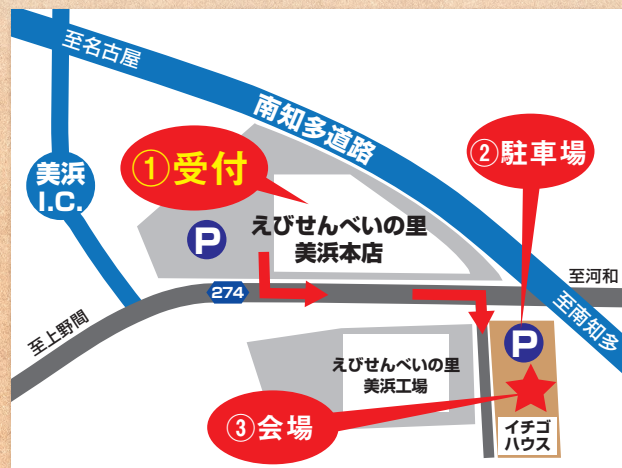 至名古屋
南知多道路
①受付
②駐車場
美浜
I.C.
P
えびせんべいの里
美浜本店
至河和
274
至南知多
至上野間
P
えびせんべいの里
美浜工場
③会場
イチゴ
ハウス